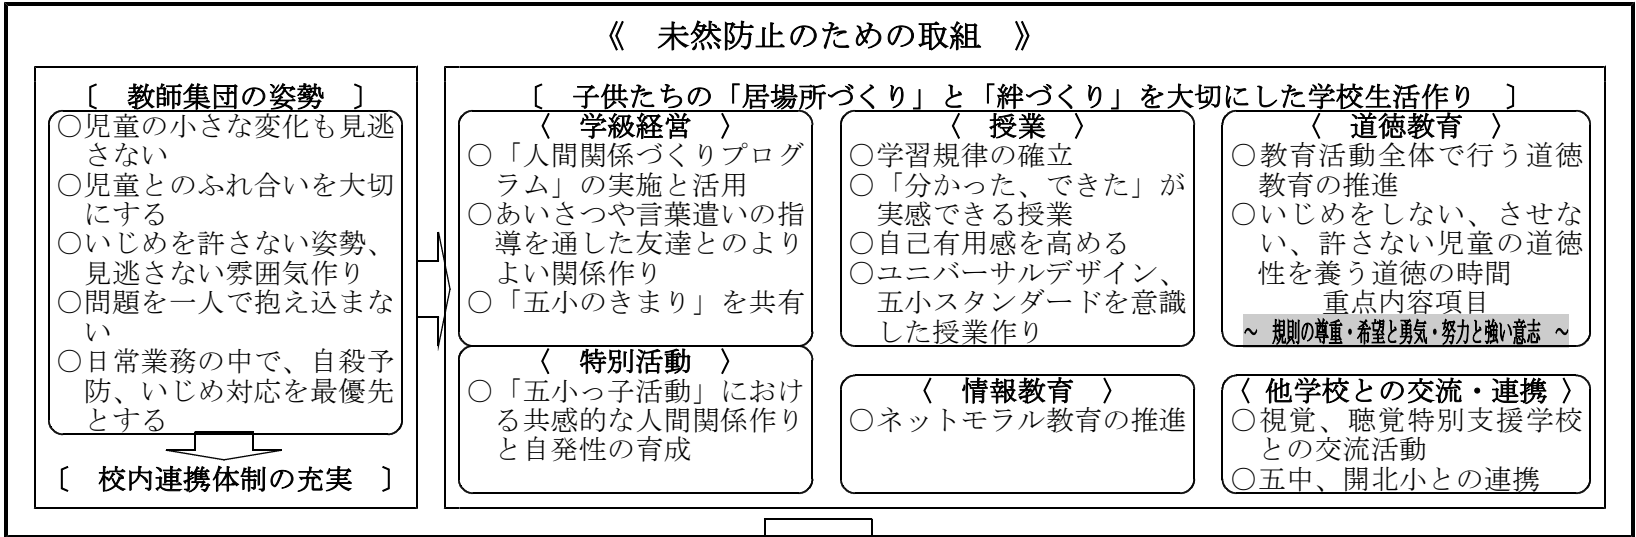 《　未然防止のための取組　》
〔　教師集団の姿勢　〕
○児童の小さな変化も見逃
さない
○児童とのふれ合いを大切
にする
○いじめを許さない姿勢、
見逃さない雰囲気作り
○問題を一人で抱え込まな
い
○日常業務の中で、自殺予
防、いじめ対応を最優先
とする
〔　校内連携体制の充実　〕
〔　子供たちの「居場所づくり」と「絆づくり」を大切にした学校生活作り　〕
〈　学級経営　〉
○「人間関係づくりプログ
ラム」の実施と活用
○あいさつや言葉遣いの指
導を通した友達とのより
よい関係作り
○「五小のきまり」を共有
〈　授業　〉
○学習規律の確立
○「分かった、できた」が
実感できる授業
○自己有用感を高める
○ユニバーサルデザイン、
五小スタンダードを意識
した授業作り
〈　道徳教育　〉
○教育活動全体で行う道徳
教育の推進
○いじめをしない、させな
い、許さない児童の道徳
性を養う道徳の時間
重点内容項目
～　規則の尊重・希望と勇気・努力と強い意志　～
〈　特別活動　〉
○「五小っ子活動」におけ
る共感的な人間関係作り
と自発性の育成
〈　情報教育　〉
○ネットモラル教育の推進
〈 他学校との交流・連携 〉
○視覚、聴覚特別支援学校
との交流活動
○五中、開北小との連携